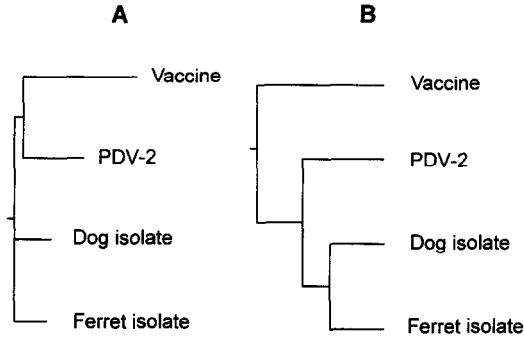 A
B
Vaccine
PDV-2
Dog isolate
Ferret isolate
Vaccine
PDV-2
Dog isolate
Ferret isolate